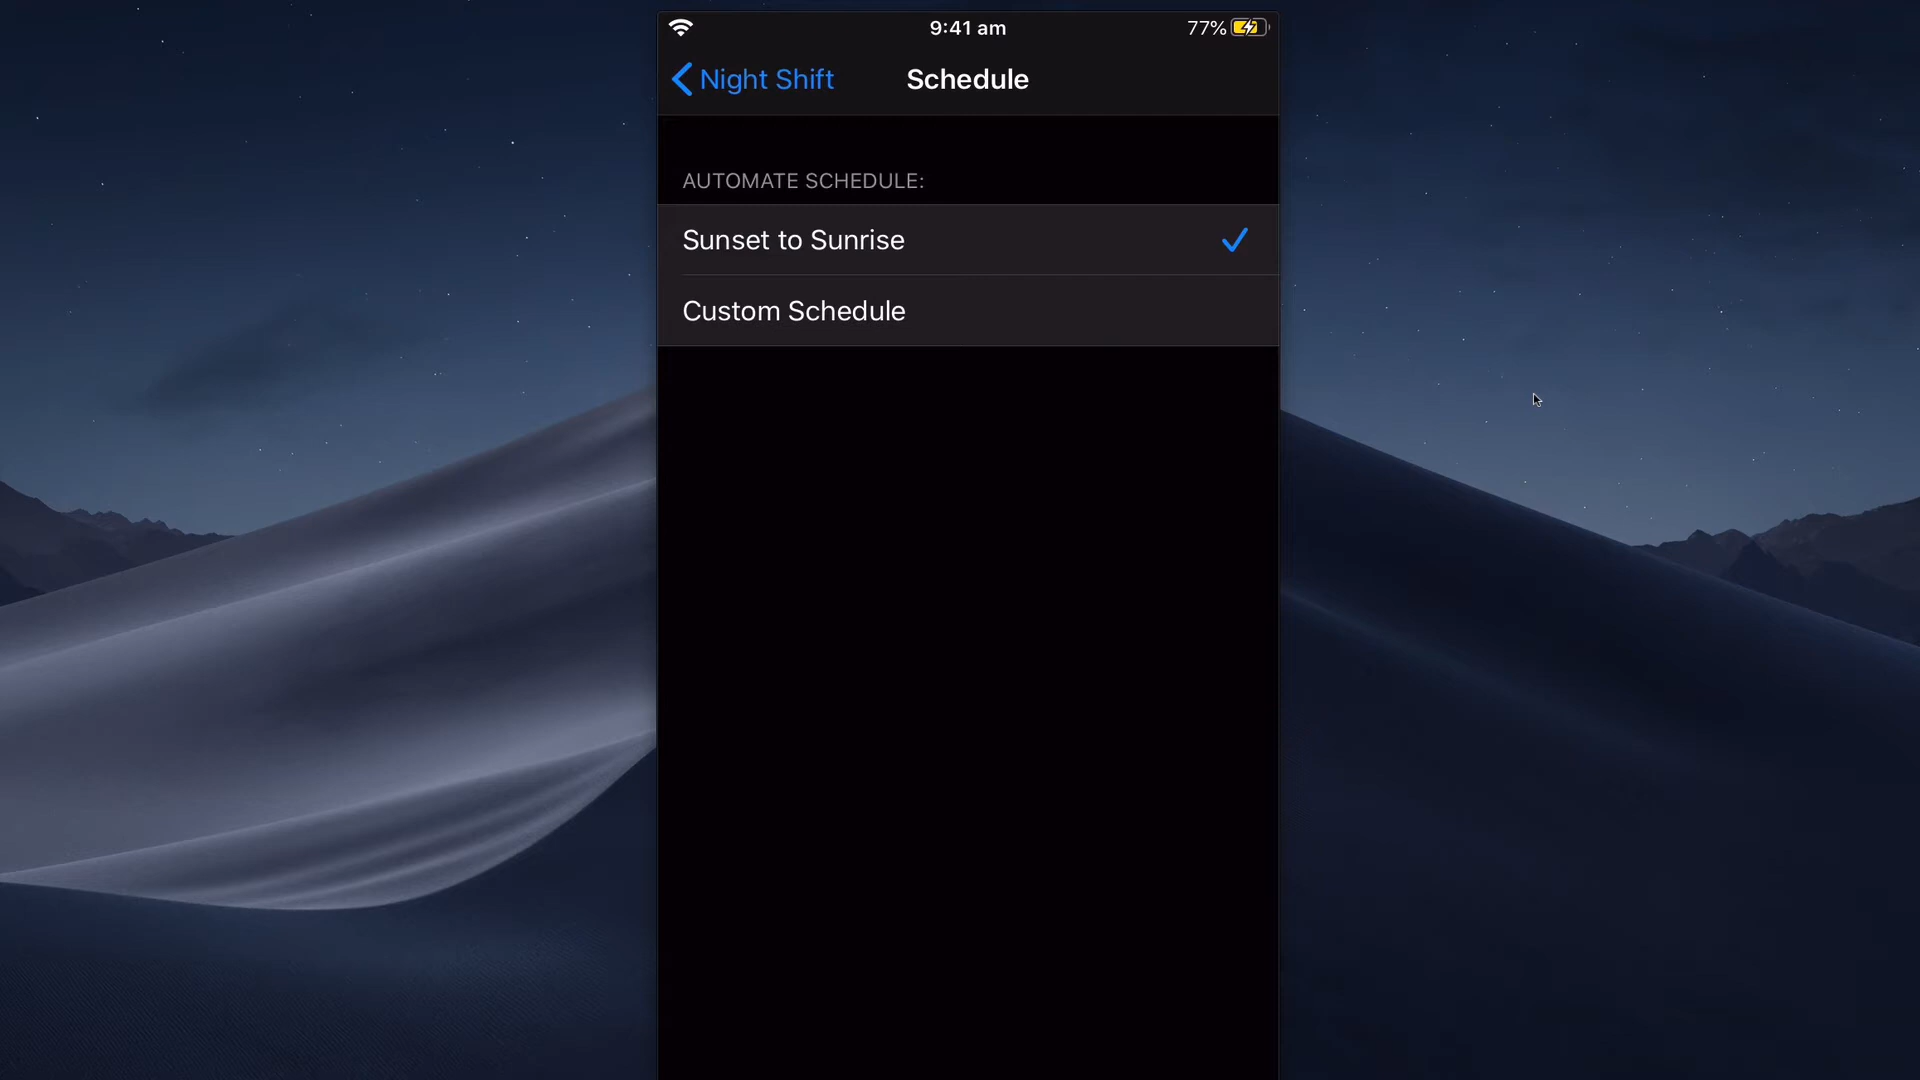 9:41 am
77%
Night Shift
Schedule
AUTOMATE SCHEDULE:
Sunset to Sunrise
Custom Schedule